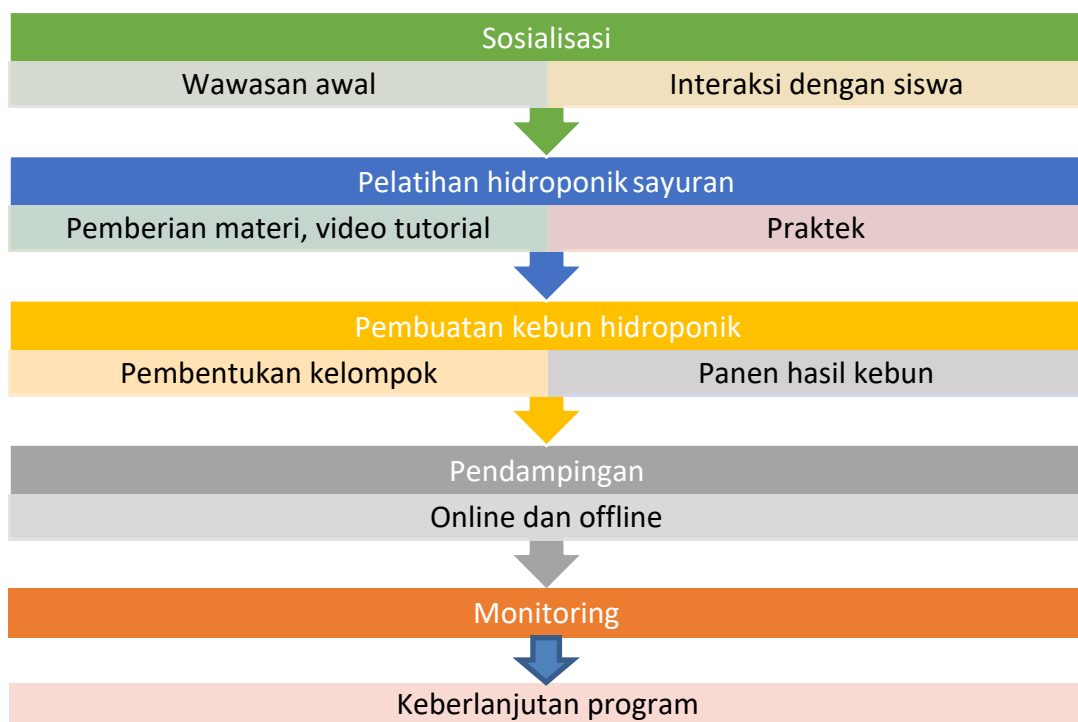 Sosialisasi
Wawasan awal
Interaksi dengan siswa
Pelatihan hidroponik sayuran
Pemberian materi, video tutorial
Praktek
Pembuatan kebun hidroponik
Pembentukan kelompok
Panen hasil kebun
Pendampingan
Online dan offline
Monitoring
Keberlanjutan program